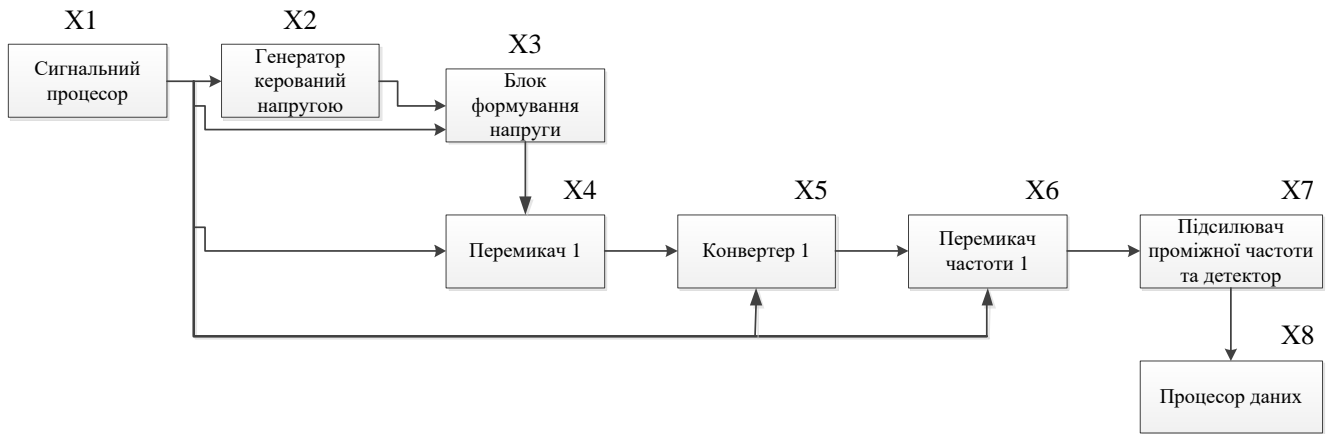 X1
Сигнальний
процесор
X2
Генератор
керований
напругою
X3
Блок
формування
напруги
X4
Перемикач 1
X5
Конвертер 1
X6
Перемикач
частоти 1
X7
Підсилювач
проміжної частоти
та детектор
X8
Процесор даних